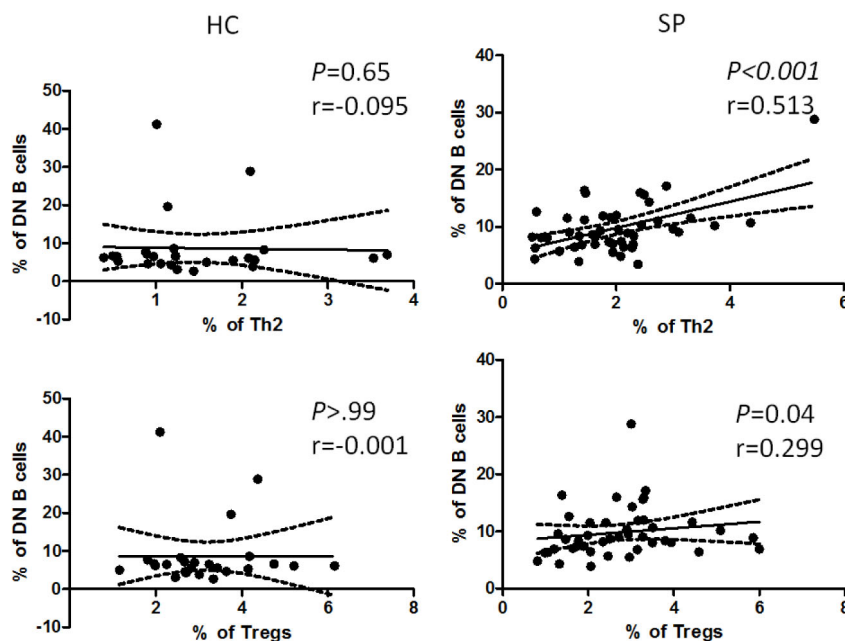 HC
SP
P=0.65
r=-0.095
% of DN B cells
50
40
30
20
10
0
-10
1
2
3
4
% of Th2
P<0.001
r=0.513
% of DN B cells
40
30
20
10
0
0
2
4
6
% of Th2
P>.99
r=-0.001
% of DN B cells
50
40
30
20
10
0
-10
2
4
6
8
% of Tregs
P=0.04
r=0.299
% of DN B cells
40
30
20
10
0
0
2
4
6
8
% of Tregs